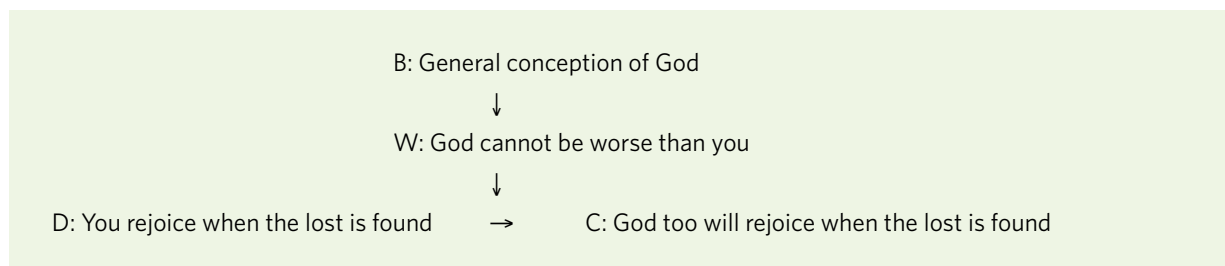 B: General conception of God
↓
W: God cannot be worse than you
↓
D: You rejoice when the lost is found → C: God too will rejoice when the lost is found